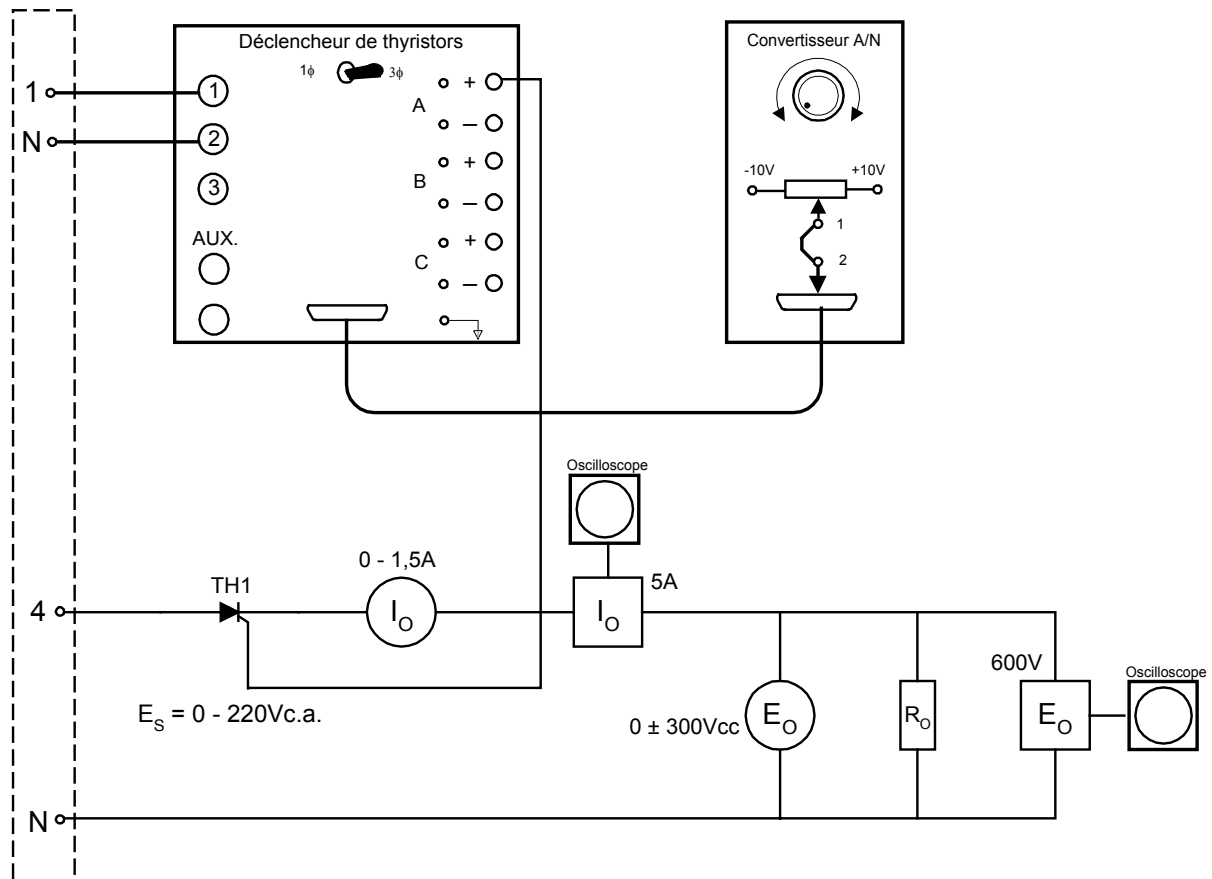 Déclencheur de thyristors
1ϕ 3ϕ
1
1
+
A
N
2
–
3
+
B
–
AUX.
+
C
–
Convertisseur A/N
-10V +10V
1
2
Oscilloscope
0 - 1,5A
TH1
5A
4
I_O
I_O
600V
Oscilloscope
E_S = 0 - 220Vc.a.
0 ± 300Vcc
E_O
R_O
E_O
N